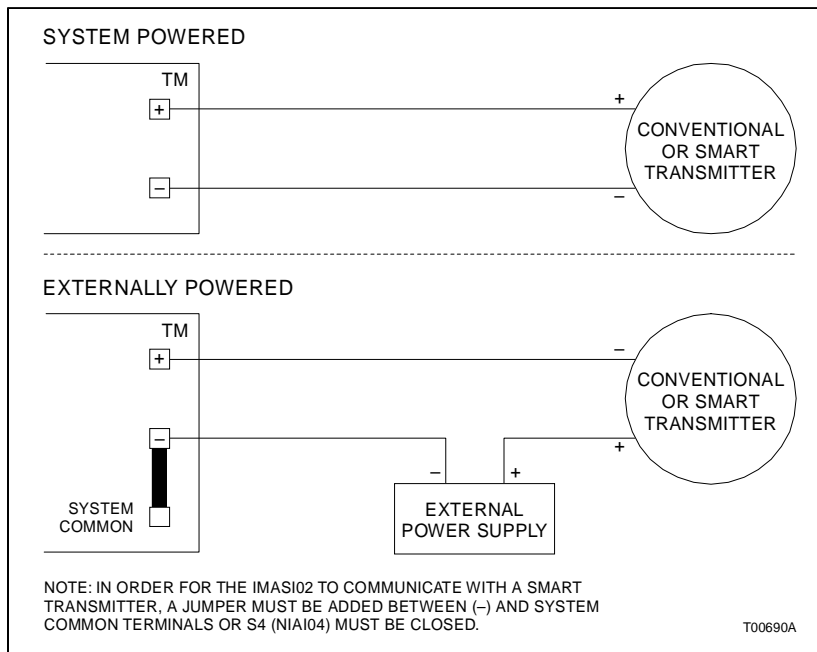 SYSTEM POWERED
TM
+
+
–
–
CONVENTIONAL
OR SMART
TRANSMITTER
EXTERNALLY POWERED
TM
+
–
–
+
CONVENTIONAL
OR SMART
TRANSMITTER
– +
SYSTEM
COMMON
EXTERNAL
POWER SUPPLY
NOTE: IN ORDER FOR THE IMASI02 TO COMMUNICATE WITH A SMART
TRANSMITTER, A JUMPER MUST BE ADDED BETWEEN (–) AND SYSTEM
COMMON TERMINALS OR S4 (NIAI04) MUST BE CLOSED.
T00690A